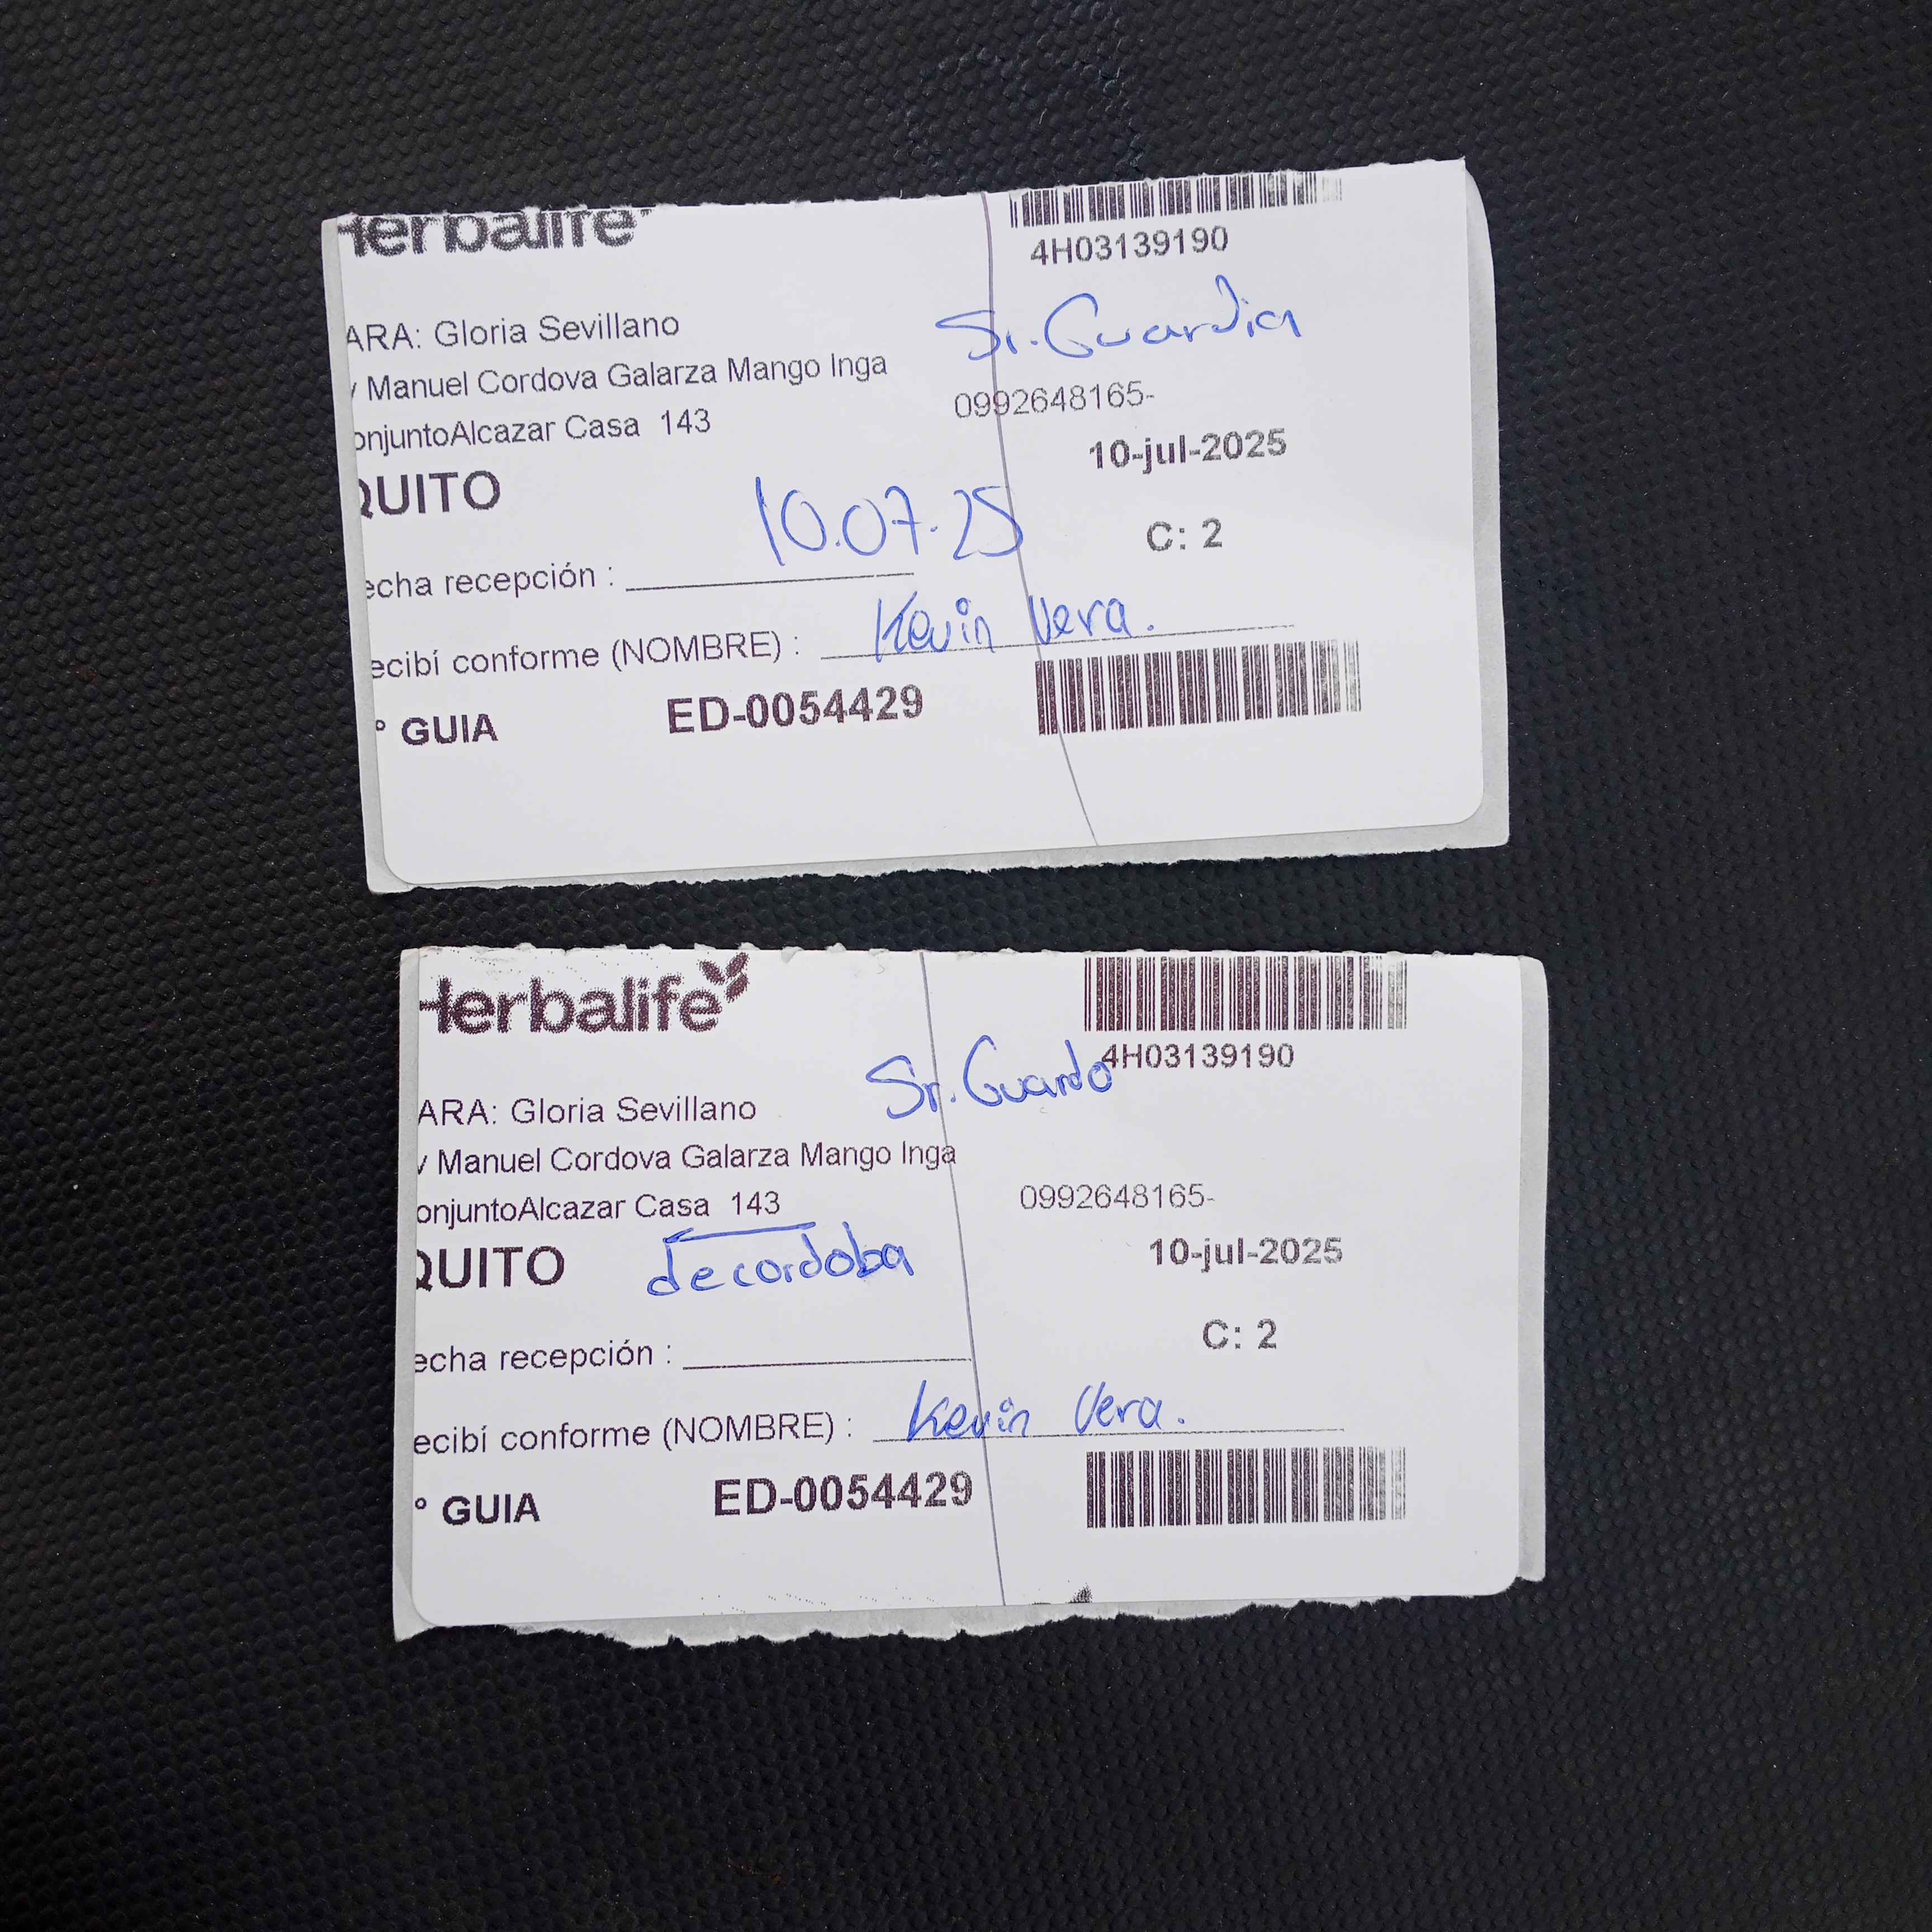 Herbalife
4H03139190
ARA: Gloria Sevillano
Sr. Guardia
v Manuel Cordova Galarza Mango Inga
0992648165-
onjuntoAlcazar Casa 143
10-jul-2025
QUITO
10.07.25
C: 2
echa recepción :
ecibí conforme (NOMBRE) : Kevin Vera.
° GUIA ED-0054429
Herbalife
4H03139190
Sr. Guardo
ARA: Gloria Sevillano
v Manuel Cordova Galarza Mango Inga
0992648165-
onjuntoAlcazar Casa 143
10-jul-2025
QUITO decordoba
C: 2
echa recepción :
ecibí conforme (NOMBRE) : Kevin Vera.
° GUIA ED-0054429